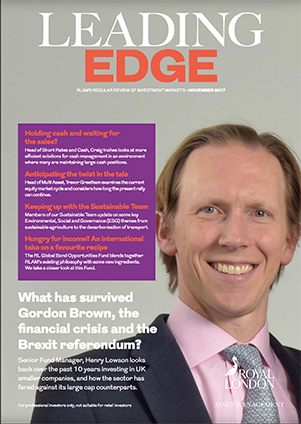 LEADING
EDGE
RLAM'S REGULAR REVIEW OF INVESTMENT MARKETS • NOVEMBER 2017
Holding cash and waiting for
the sales?
Head of Short Rates and Cash, Craig Inches looks at more
efficient solutions for cash management in an environment
where many are maintaining large cash positions.
Anticipating the twist in the tale
Head of Multi Asset, Trevor Greetham examines the current
equity market cycle and considers how long the present rally
can continue.
Keeping up with the Sustainable Team
Members of our Sustainable Team update on some key
Environmental, Social and Governance (ESG) themes from
sustainable agriculture to the decarbonisation of transport.
Hungry for income? An international
take on a favourite recipe
The RL Global Bond Opportunities Fund blends together
RLAM's existing philosophy with some new ingredients.
We take a closer look at this Fund.
What has survived
Gordon Brown, the
financial crisis and the
Brexit referendum?
Senior Fund Manager, Henry Lowson looks
back over the past 10 years investing in UK
smaller companies, and how the sector has
fared against its large cap counterparts.
For professional investors only, not suitable for retail investors
ROYAL
LONDON
ASSET MANAGEMENT